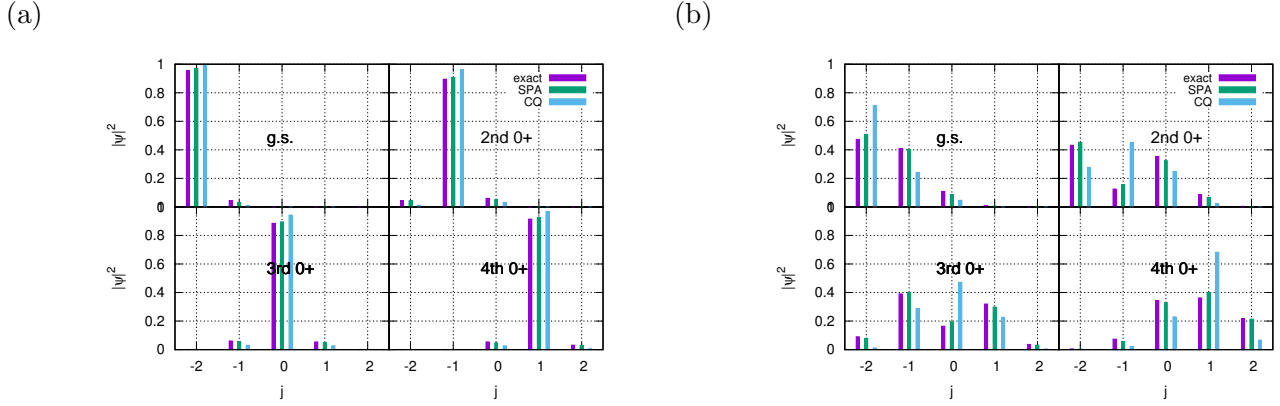 (a)
(b)
1
0.8
0.6
0.4
0.2
0
|ψ|²
g.s.
exact
SPA
CQ
2nd 0+
1
0.8
0.6
0.4
0.2
0
|ψ|²
3rd 0+
4th 0+
-2 -1 0 1 2
-2 -1 0 1 2
j
j
1
0.8
0.6
0.4
0.2
0
|ψ|²
g.s.
exact
SPA
CQ
2nd 0+
1
0.8
0.6
0.4
0.2
0
|ψ|²
3rd 0+
4th 0+
-2 -1 0 1 2
-2 -1 0 1 2
j
j